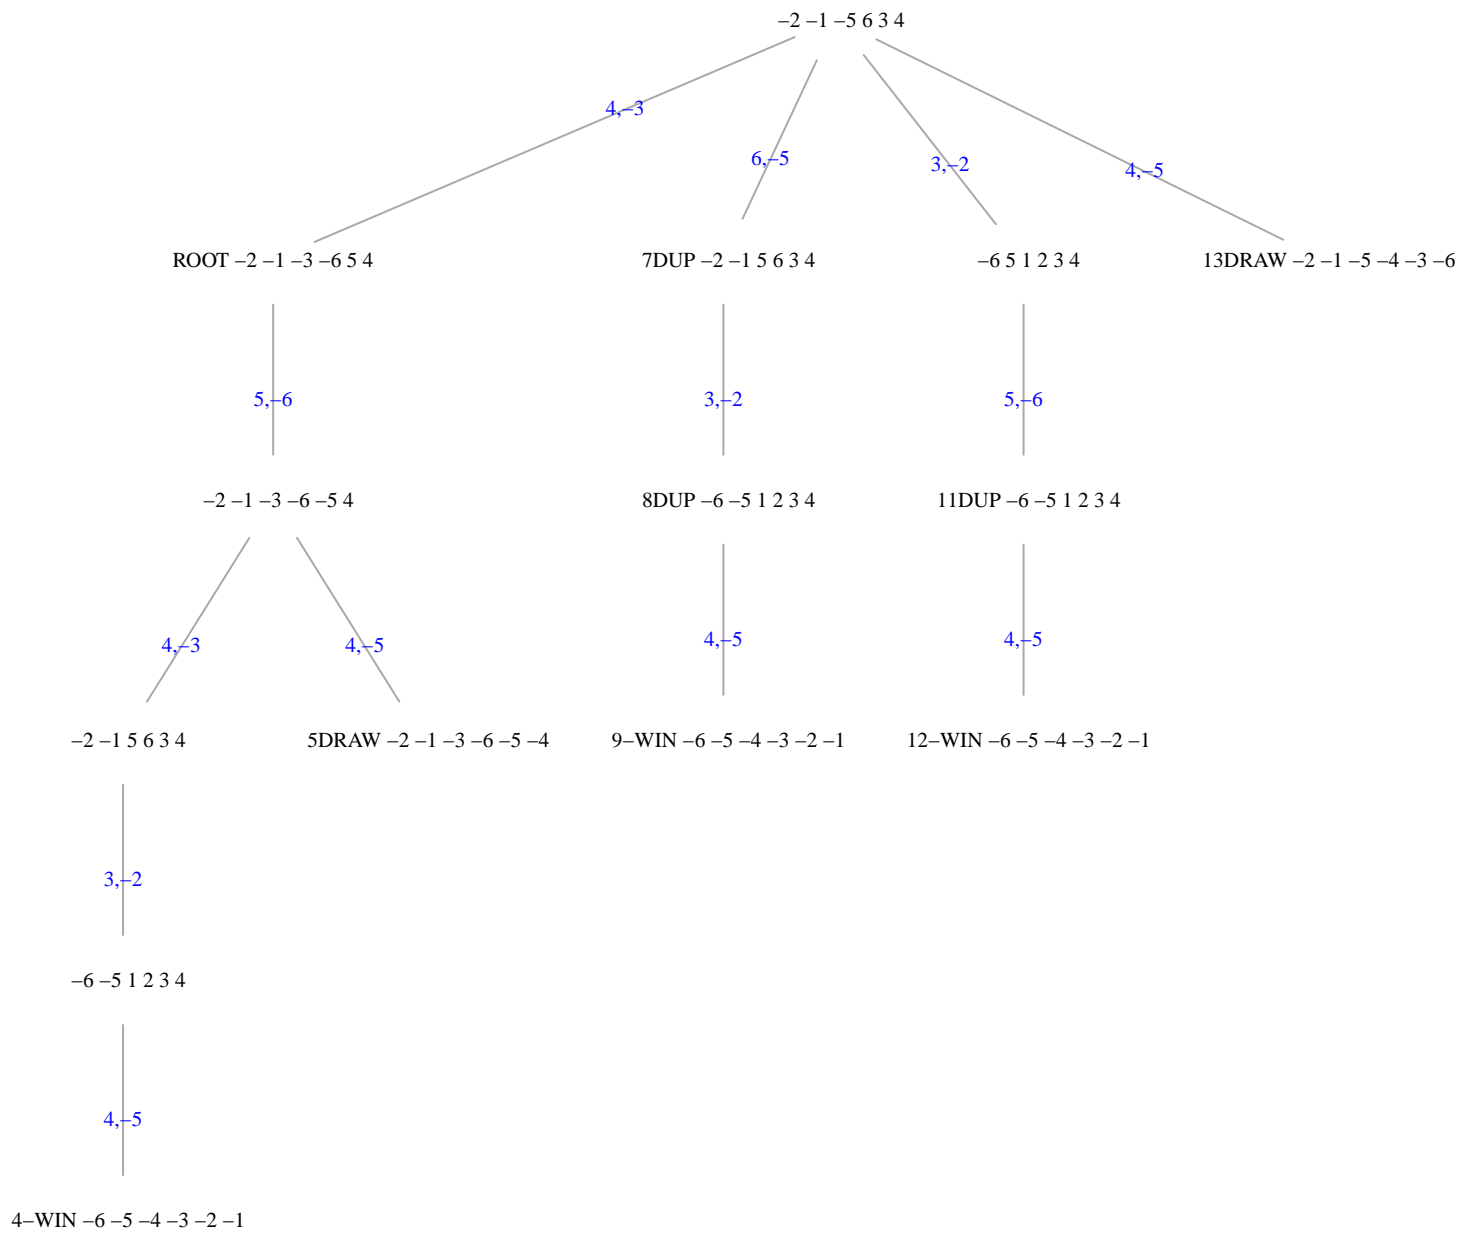 –2 –1 –5 6 3 4
4,–3
6,–5
3,–2
4,–5
ROOT –2 –1 –3 –6 5 4
7DUP –2 –1 5 6 3 4
–6 5 1 2 3 4
13DRAW –2 –1 –5 –4 –3 –6
5,–6
3,–2
5,–6
–2 –1 –3 –6 –5 4
8DUP –6 –5 1 2 3 4
11DUP –6 –5 1 2 3 4
4,–3
4,–5
4,–5
4,–5
–2 –1 5 6 3 4
5DRAW –2 –1 –3 –6 –5 –4
9–WIN –6 –5 –4 –3 –2 –1
12–WIN –6 –5 –4 –3 –2 –1
3,–2
–6 –5 1 2 3 4
4,–5
4–WIN –6 –5 –4 –3 –2 –1